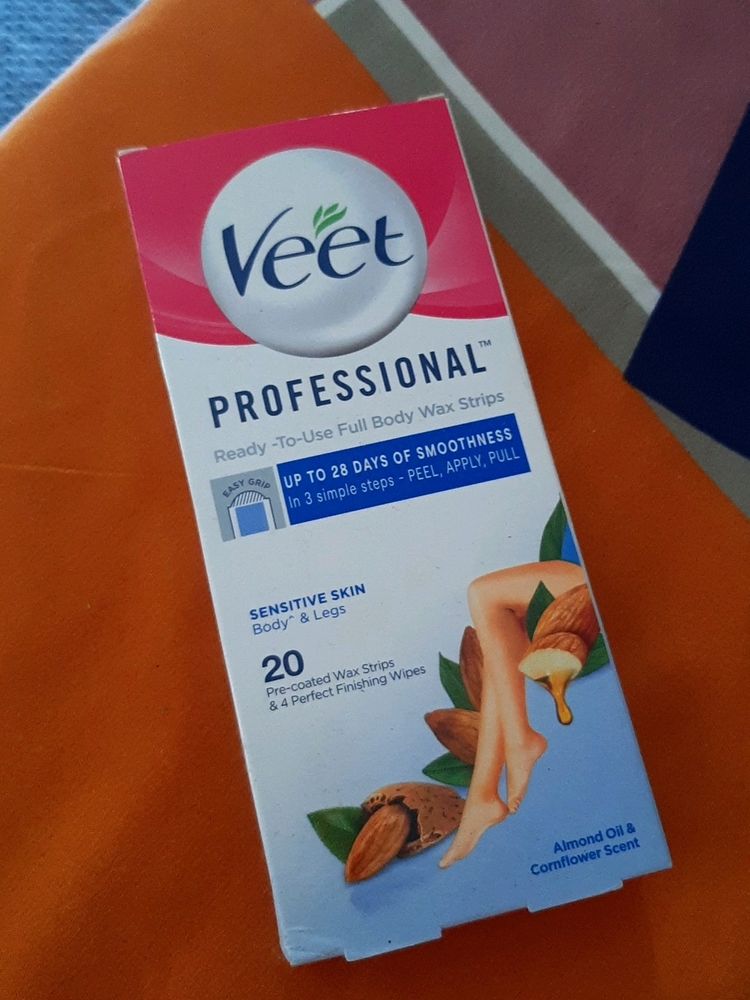 Veet
PROFESSIONAL™
Ready -To-Use Full Body Wax Strips
EASY GRIP
UP TO 28 DAYS OF SMOOTHNESS
In 3 simple steps - PEEL, APPLY, PULL
SENSITIVE SKIN
Body^ & Legs
20
Pre-coated Wax Strips
& 4 Perfect Finishing Wipes
Almond Oil &
Cornflower Scent